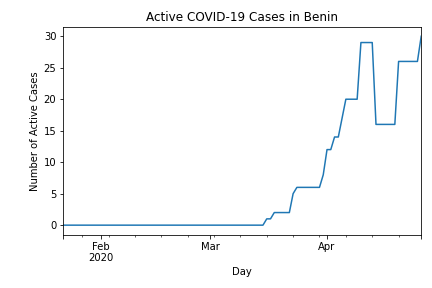 Active COVID-19 Cases in Benin
30
25
20
15
10
5
0
Number of Active Cases
Feb
2020
Mar
Apr
Day